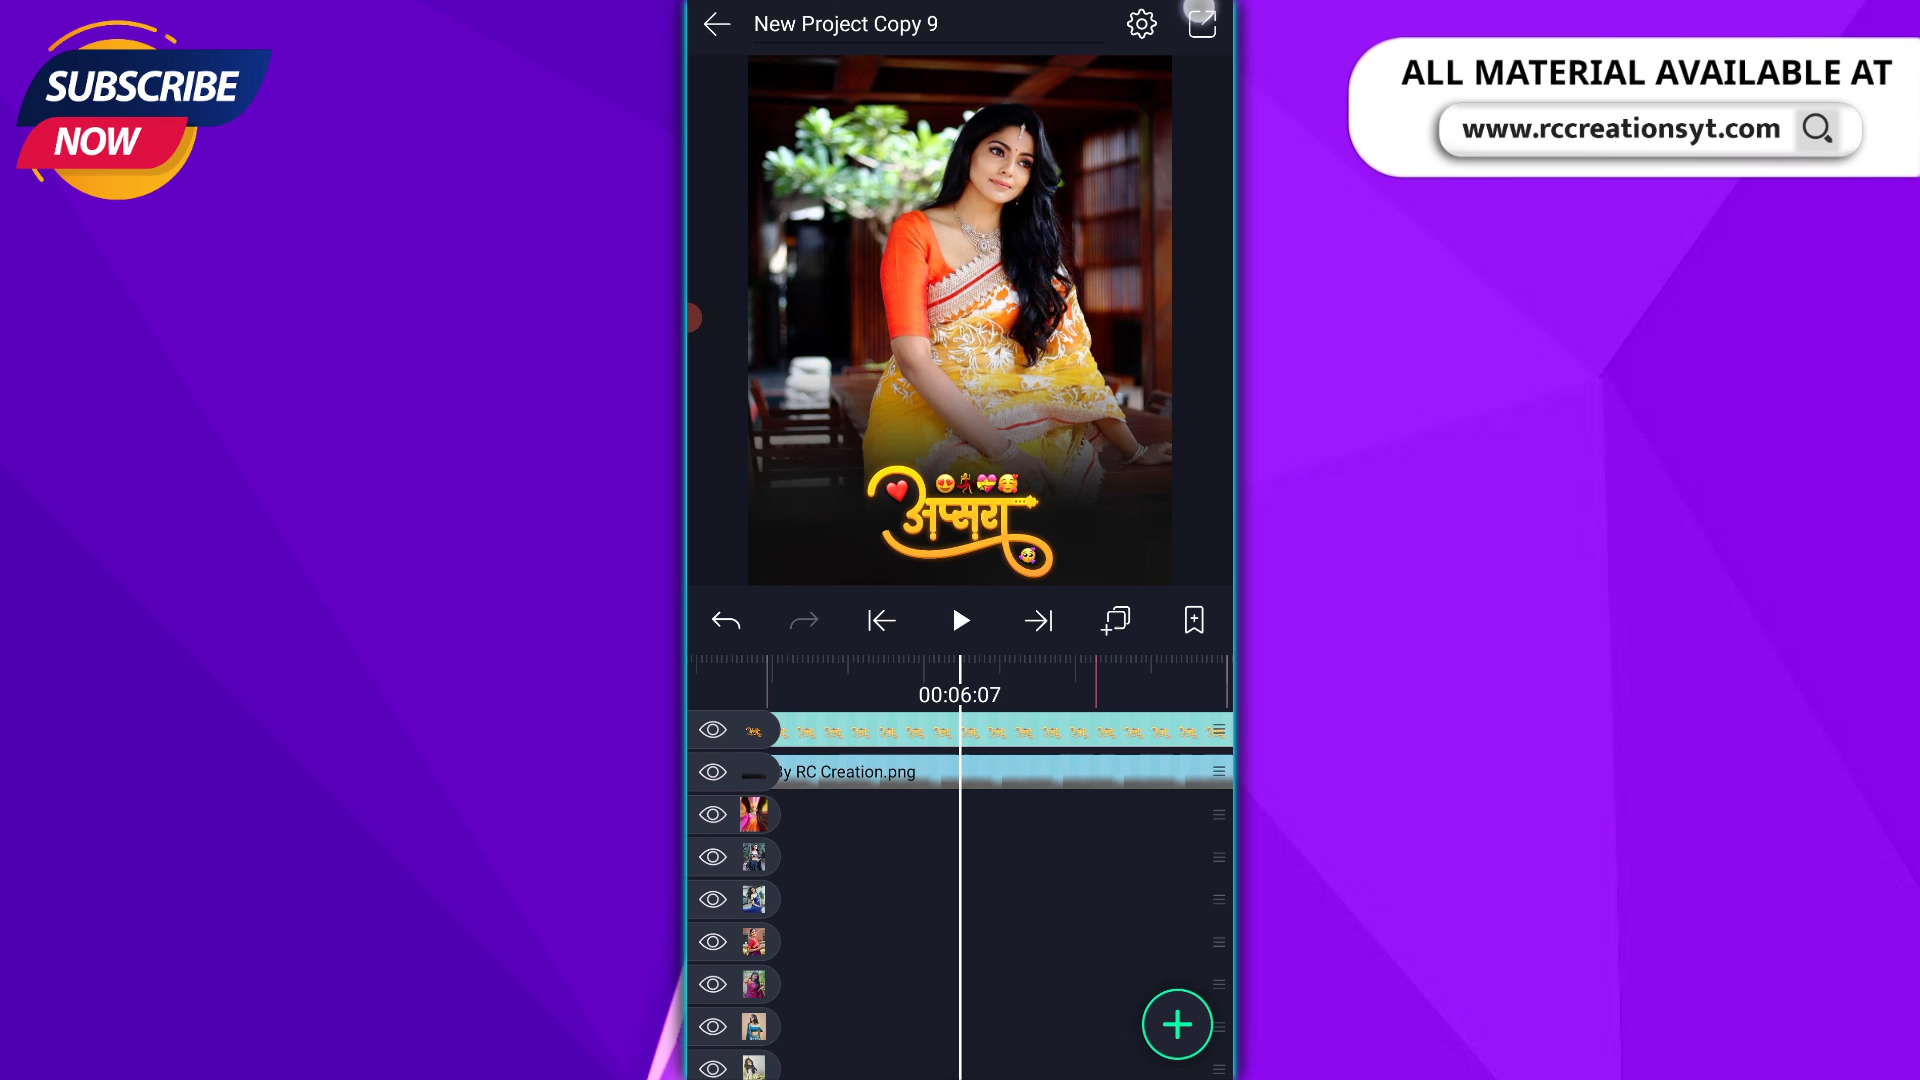 SUBSCRIBE
NOW
New Project Copy 9
ALL MATERIAL AVAILABLE AT
www.rccreationsyt.com
अप्सरा
00:06:07
By RC Creation.png